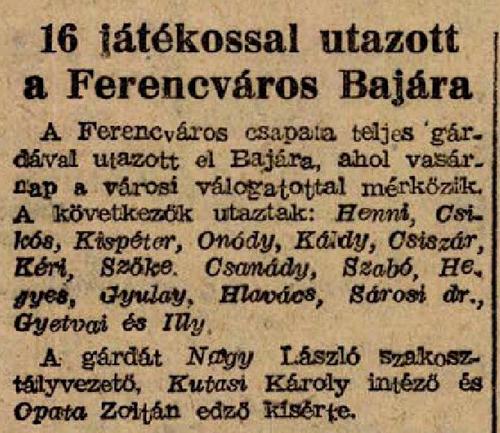 16 játékossal utazott
a Ferencváros Bajára
A Ferencváros csapata teljes gár-
dával utazott el Bajára, ahol vasár-
nap a városi válogatottal mérkőzik.
A következők utaztak: Henni, Csi-
kós, Kispéter, Onódy, Káldy, Csiszár,
Kéri, Szőke. Csanády, Szabó, He-
gyes, Gyulay, Hlavács, Sárosi dr.,
Gyetvai és Illy.
A gárdát Nagy László szakosz-
tályvezető, Kutasi Károly intéző és
Opata Zoltán edző kísérte.